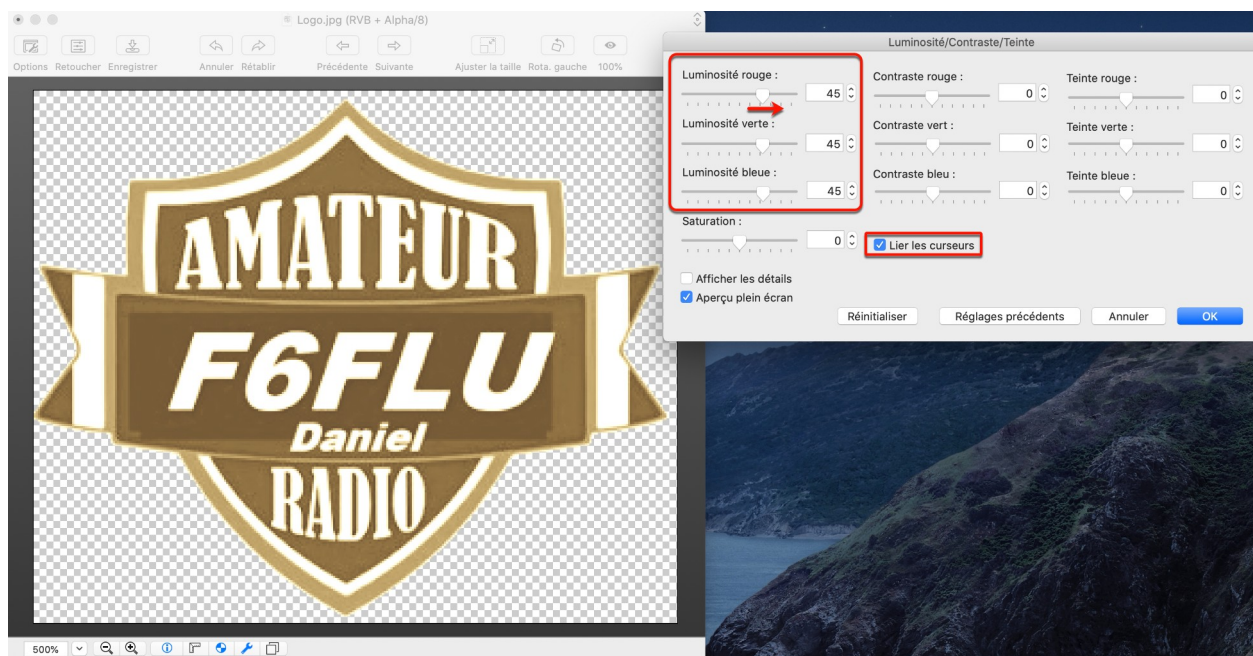 Logo.jpg (RVB + Alpha/8)
Options Retoucher Enregistrer Annuler Rétablir Précédente Suivante Ajuster la taille Rota. gauche 100%
AMATEUR
F6FLU
Daniel
RADIO
500%
Luminosité/Contraste/Teinte
Luminosité rouge : 45 Contraste rouge : 0 Teinte rouge : 0
Luminosité verte : 45 Contraste vert : 0 Teinte verte : 0
Luminosité bleue : 45 Contraste bleu : 0 Teinte bleue : 0
Saturation : 0 Lier les curseurs
Afficher les détails
Aperçu plein écran
Réinitialiser Réglages précédents Annuler OK